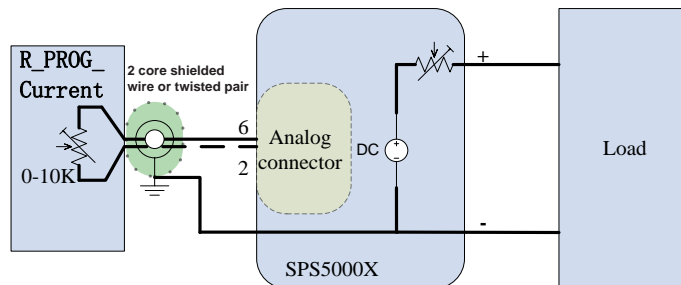 R_PROG_
Current
2 core shielded
wire or twisted pair
0-10K
6
2
Analog
connector
DC
+
-
+
-
Load
SPS5000X